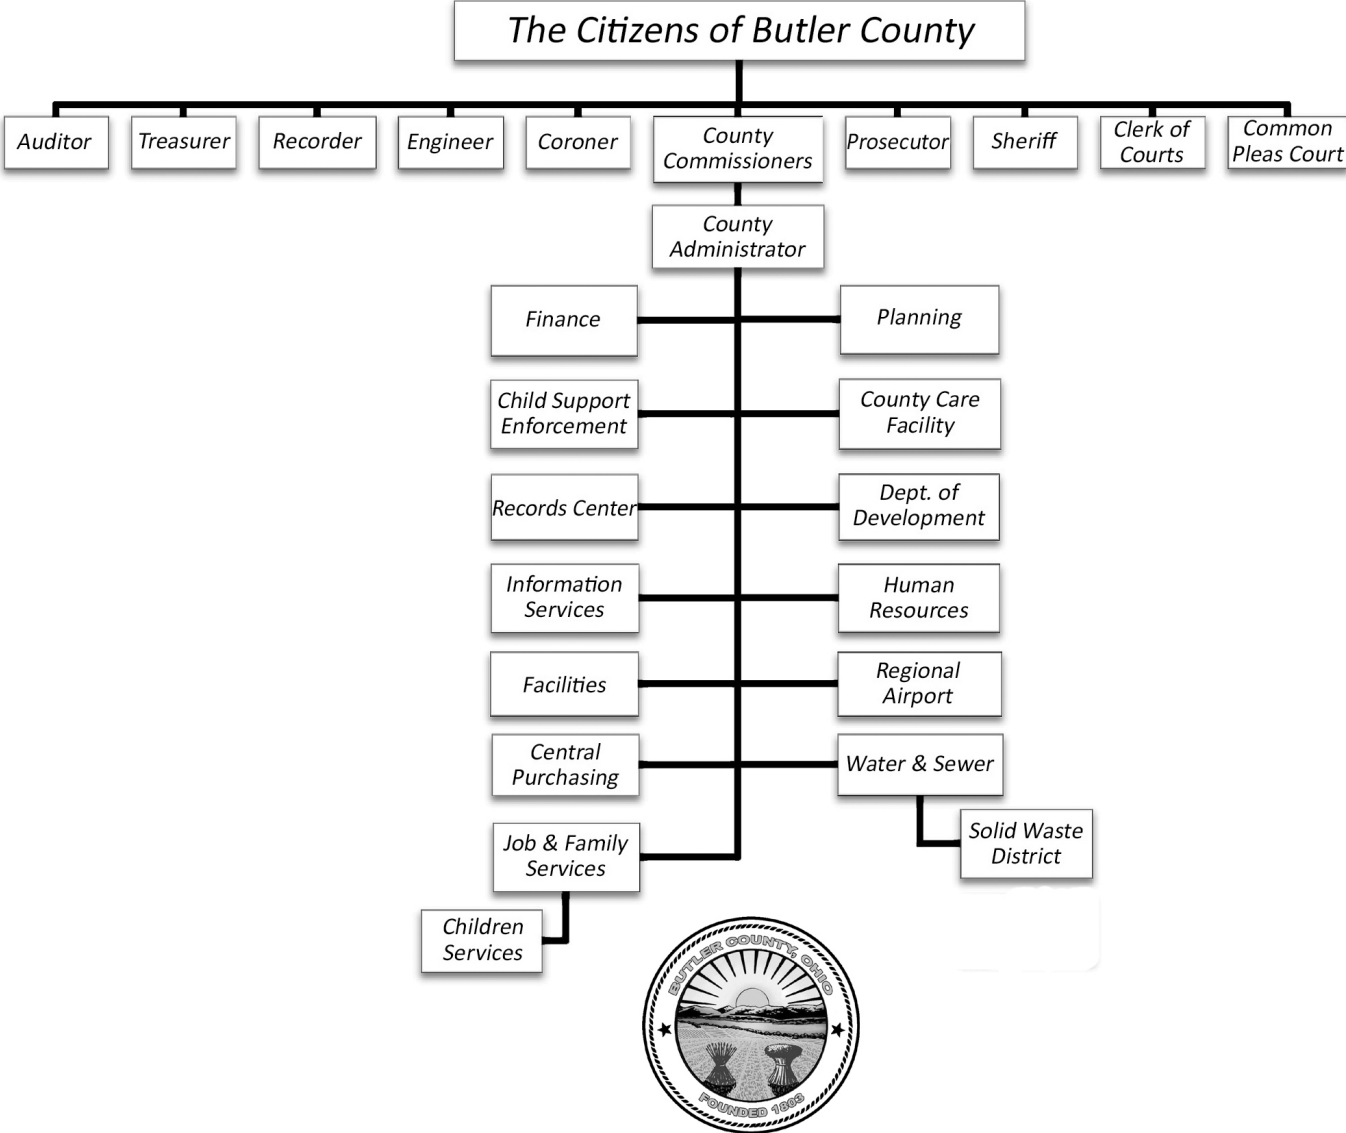 The Citizens of Butler County
Auditor
Treasurer
Recorder
Engineer
Coroner
County
Commissioners
Prosecutor
Sheriff
Clerk of
Courts
Common
Pleas Court
County
Administrator
Finance
Planning
Child Support
Enforcement
County Care
Facility
Records Center
Dept. of
Development
Information
Services
Human
Resources
Facilities
Regional
Airport
Central
Purchasing
Water & Sewer
Job & Family
Services
Solid Waste
District
Children
Services
BUTLER COUNTY, OHIO
FOUNDED 1803